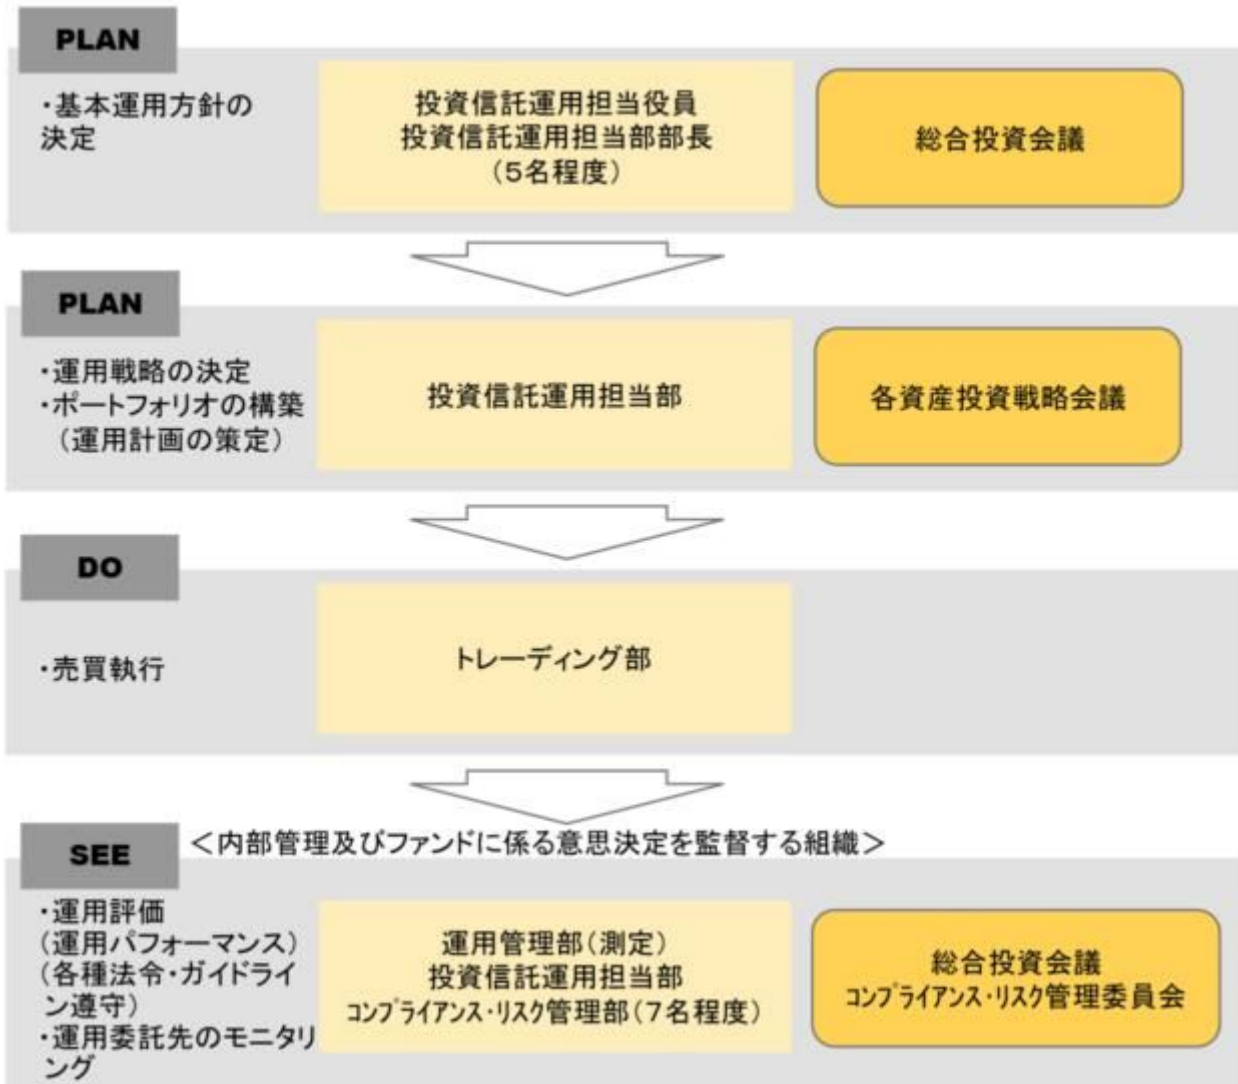 PLAN
・基本運用方針の
決定
投資信託運用担当役員
投資信託運用担当部部長
（5名程度）
総合投資会議
PLAN
・運用戦略の決定
・ポートフォリオの構築
（運用計画の策定）
投資信託運用担当部
各資産投資戦略会議
DO
・売買執行
トレーディング部
SEE
＜内部管理及びファンドに係る意思決定を監督する組織＞
・運用評価
(運用パフォーマンス)
(各種法令・ガイドライ
ン遵守)
・運用委託先のモニタリ
ング
運用管理部（測定）
投資信託運用担当部
ｺﾝﾌﾟﾗｲｱﾝｽ･ﾘｽｸ管理部（7名程度）
総合投資会議
ｺﾝﾌﾟﾗｲｱﾝｽ･ﾘｽｸ管理委員会